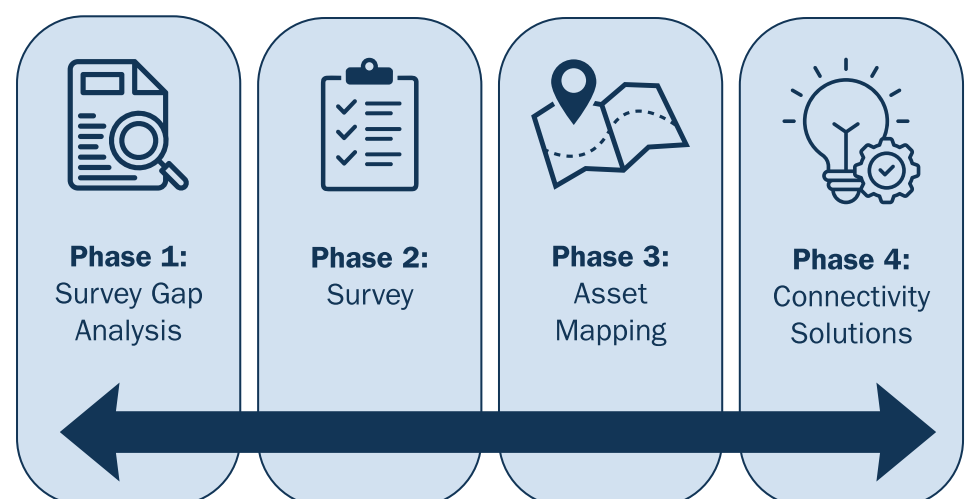 Phase 1:
Survey Gap
Analysis
Phase 2:
Survey
Phase 3:
Asset
Mapping
Phase 4:
Connectivity
Solutions